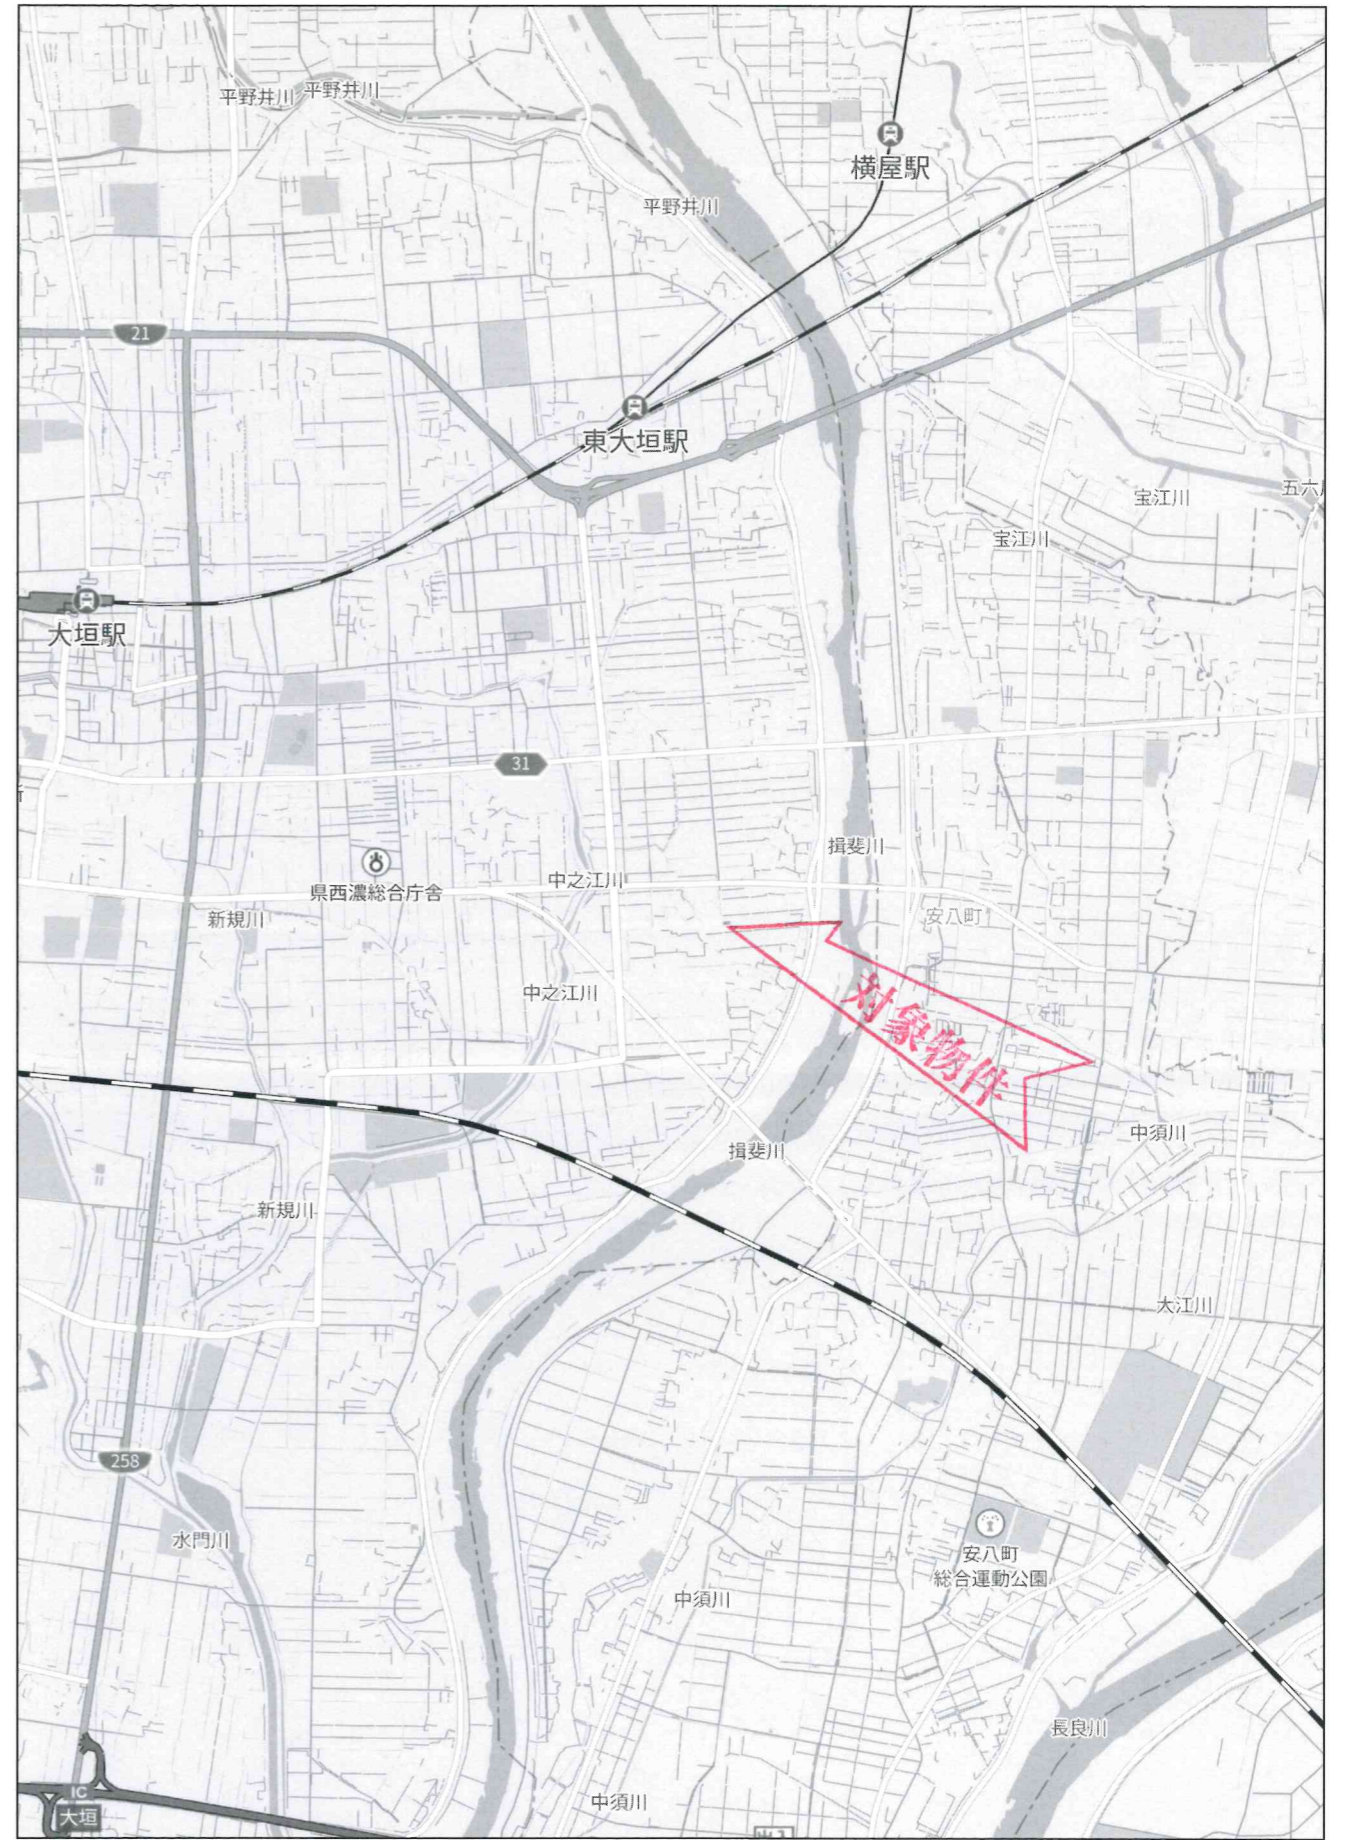 平野井川
平野井川
横屋駅
平野井川
21
東大垣駅
宝江川
五六川
宝江川
大垣駅
31
揖斐川
県西濃総合庁舎
中之江川
新規川
安八町
中之江川
対象物件
中須川
揖斐川
新規川
大江川
258
水門川
安八町
総合運動公園
中須川
長良川
IC
大垣
中須川